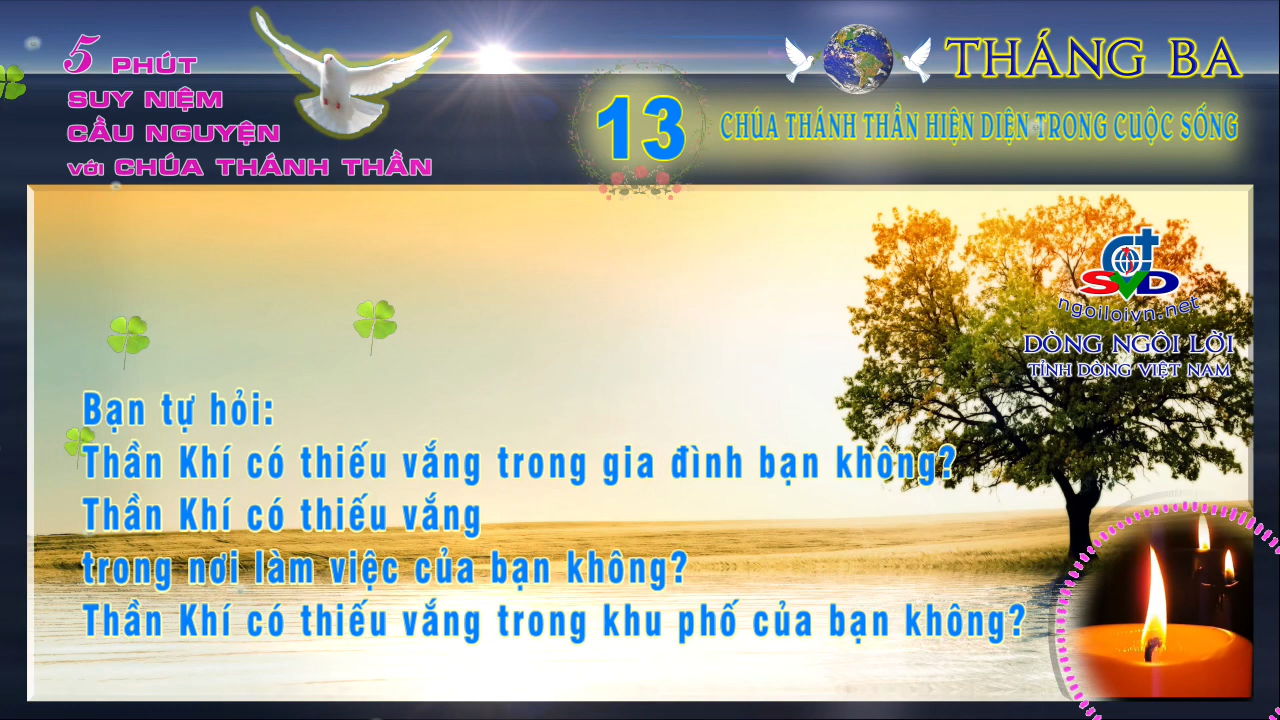 5 PHÚT
SUY NIỆM
CẦU NGUYỆN
với CHÚA THÁNH THẦN
THÁNG BA
13
CHÚA THÁNH THẦN HIỆN DIỆN TRONG CUỘC SỐNG
SVD
ngoiloivn.net
DÒNG NGÔI LỜI
TỈNH DÒNG VIỆT NAM
Bạn tự hỏi:
Thần Khí có thiếu vắng trong gia đình bạn không?
Thần Khí có thiếu vắng
trong nơi làm việc của bạn không?
Thần Khí có thiếu vắng trong khu phố của bạn không?